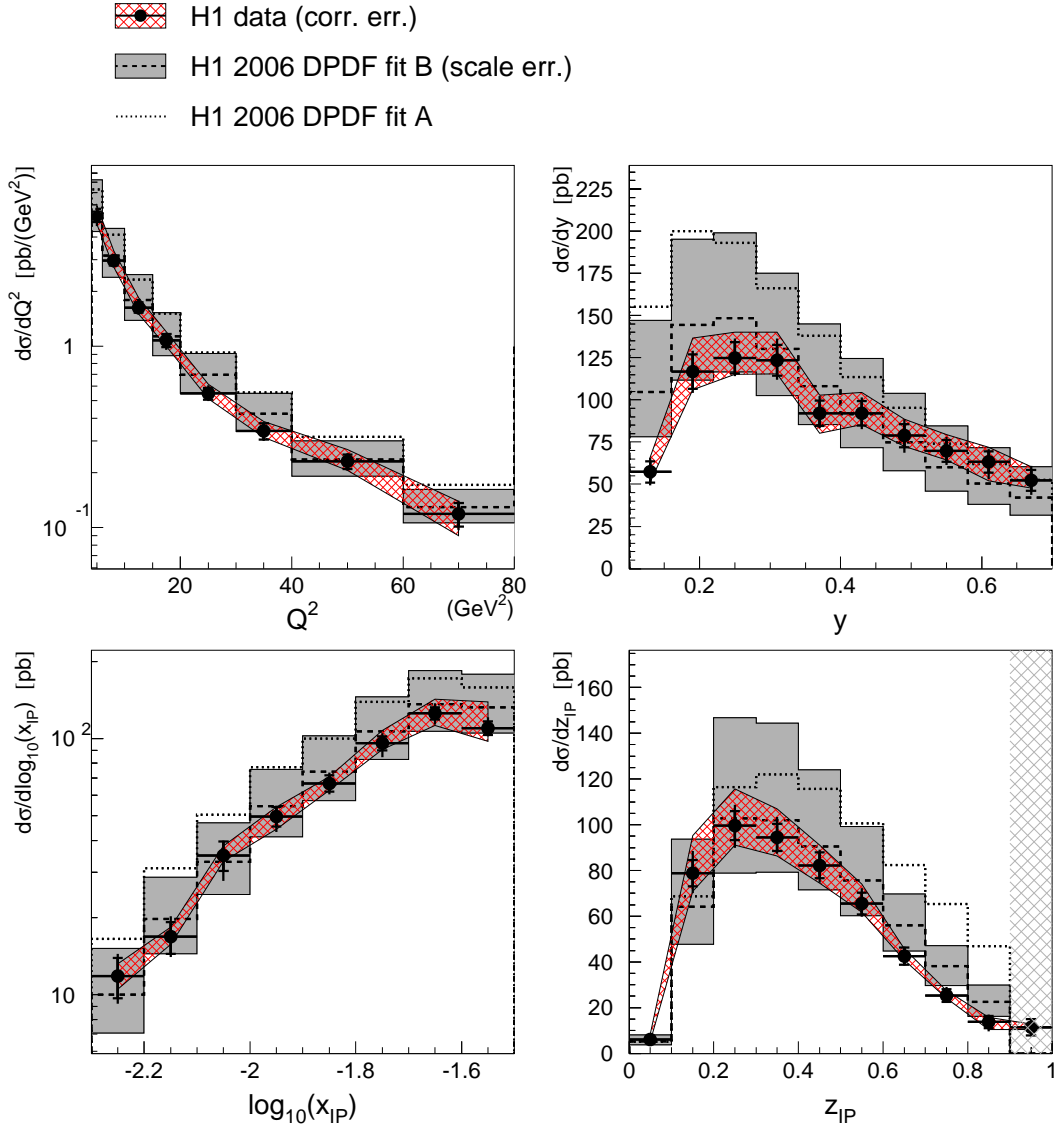 H1 data (corr. err.)
H1 2006 DPDF fit B (scale err.)
H1 2006 DPDF fit A
dσ/dQ² [pb/(GeV²)]
1
10⁻¹
20 40 60 80
Q² (GeV²)
dσ/dy [pb]
225
200
175
150
125
100
75
50
25
0
0.2 0.4 0.6
y
dσ/dlog₁₀(x_IP) [pb]
10²
10
-2.2 -2 -1.8 -1.6
log₁₀(x_IP)
dσ/dz_IP [pb]
160
140
120
100
80
60
40
20
0
0 0.2 0.4 0.6 0.8 1
z_IP